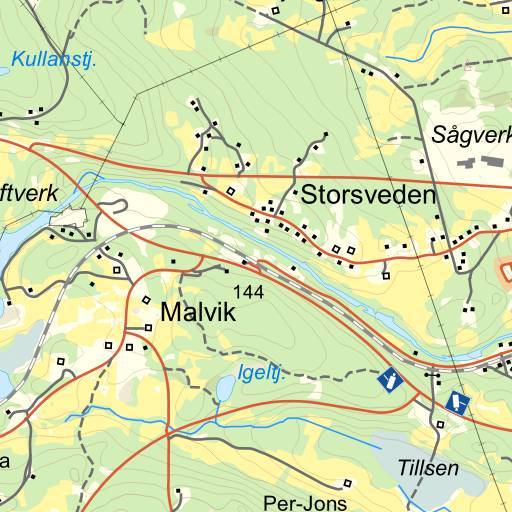 Kullanstj.
Sågverk
ftverk
Storsveden
144
Malvik
Igeltj.
a
Tillsen
Per-Jons